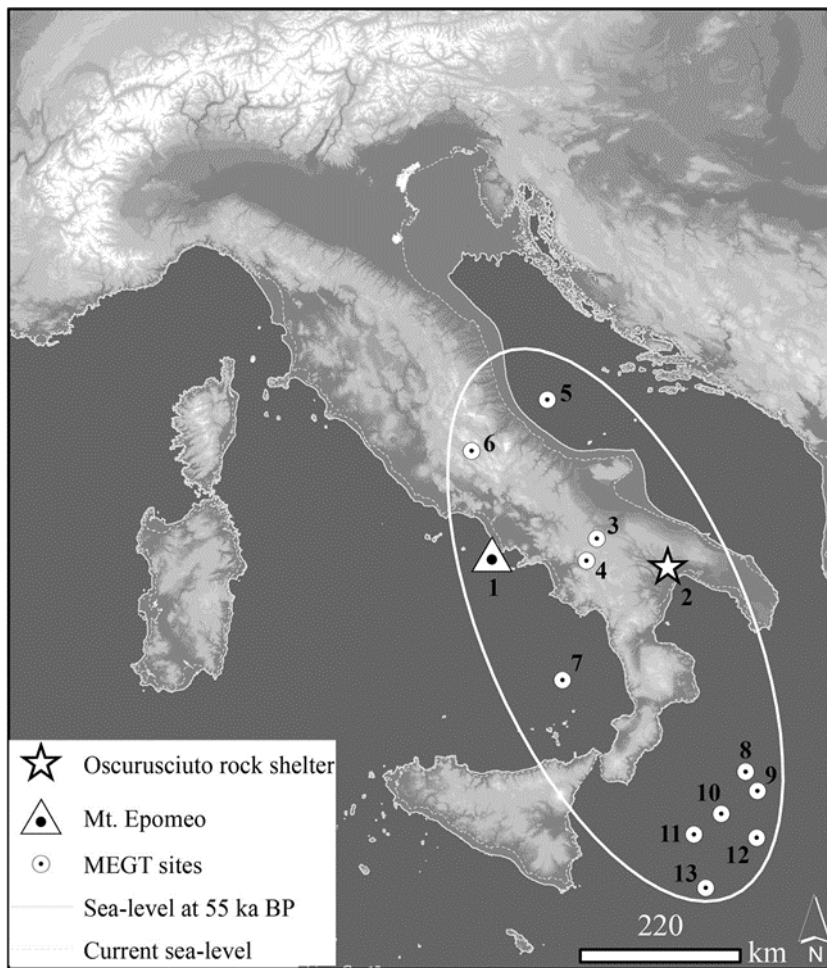 5
6
3
4
1
2
7
8
9
10
11
12
13
Oscurusciuto rock shelter
Mt. Epomeo
MEGT sites
Sea-level at 55 ka BP
Current sea-level
220
km
N